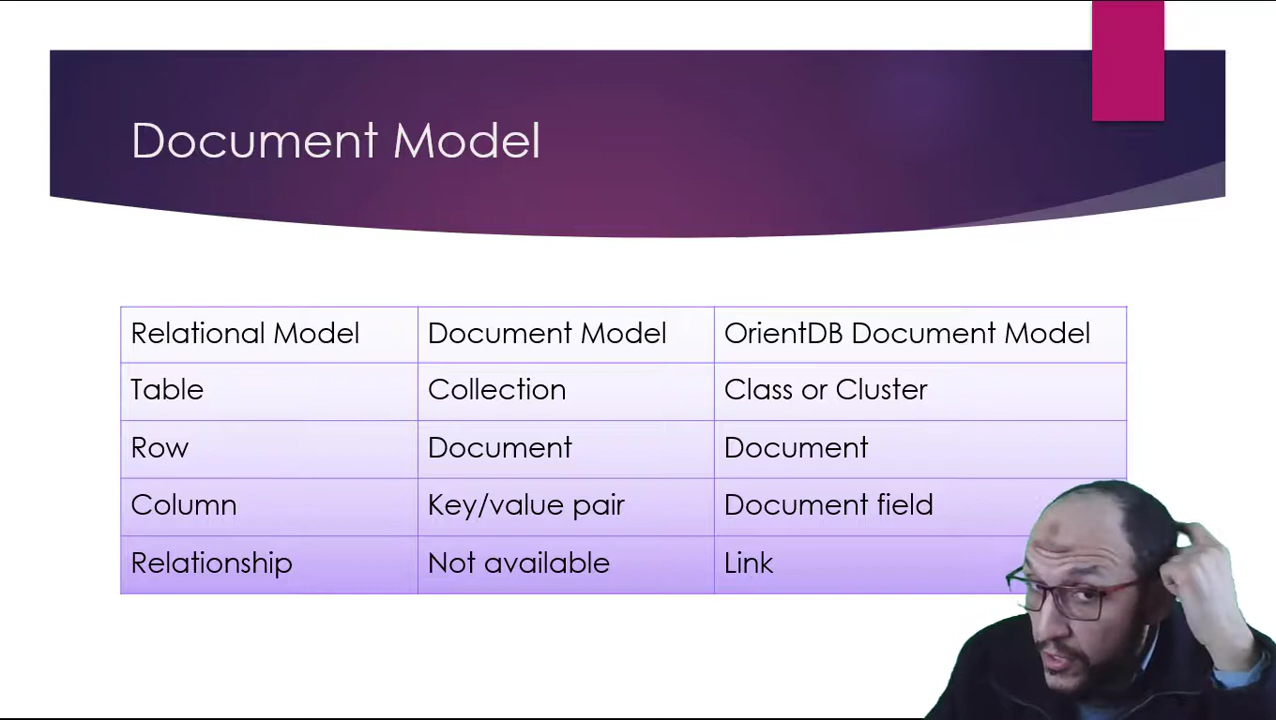 Document Model
Relational Model Document Model OrientDB Document Model
Table Collection Class or Cluster
Row Document Document
Column Key/value pair Document field
Relationship Not available Link